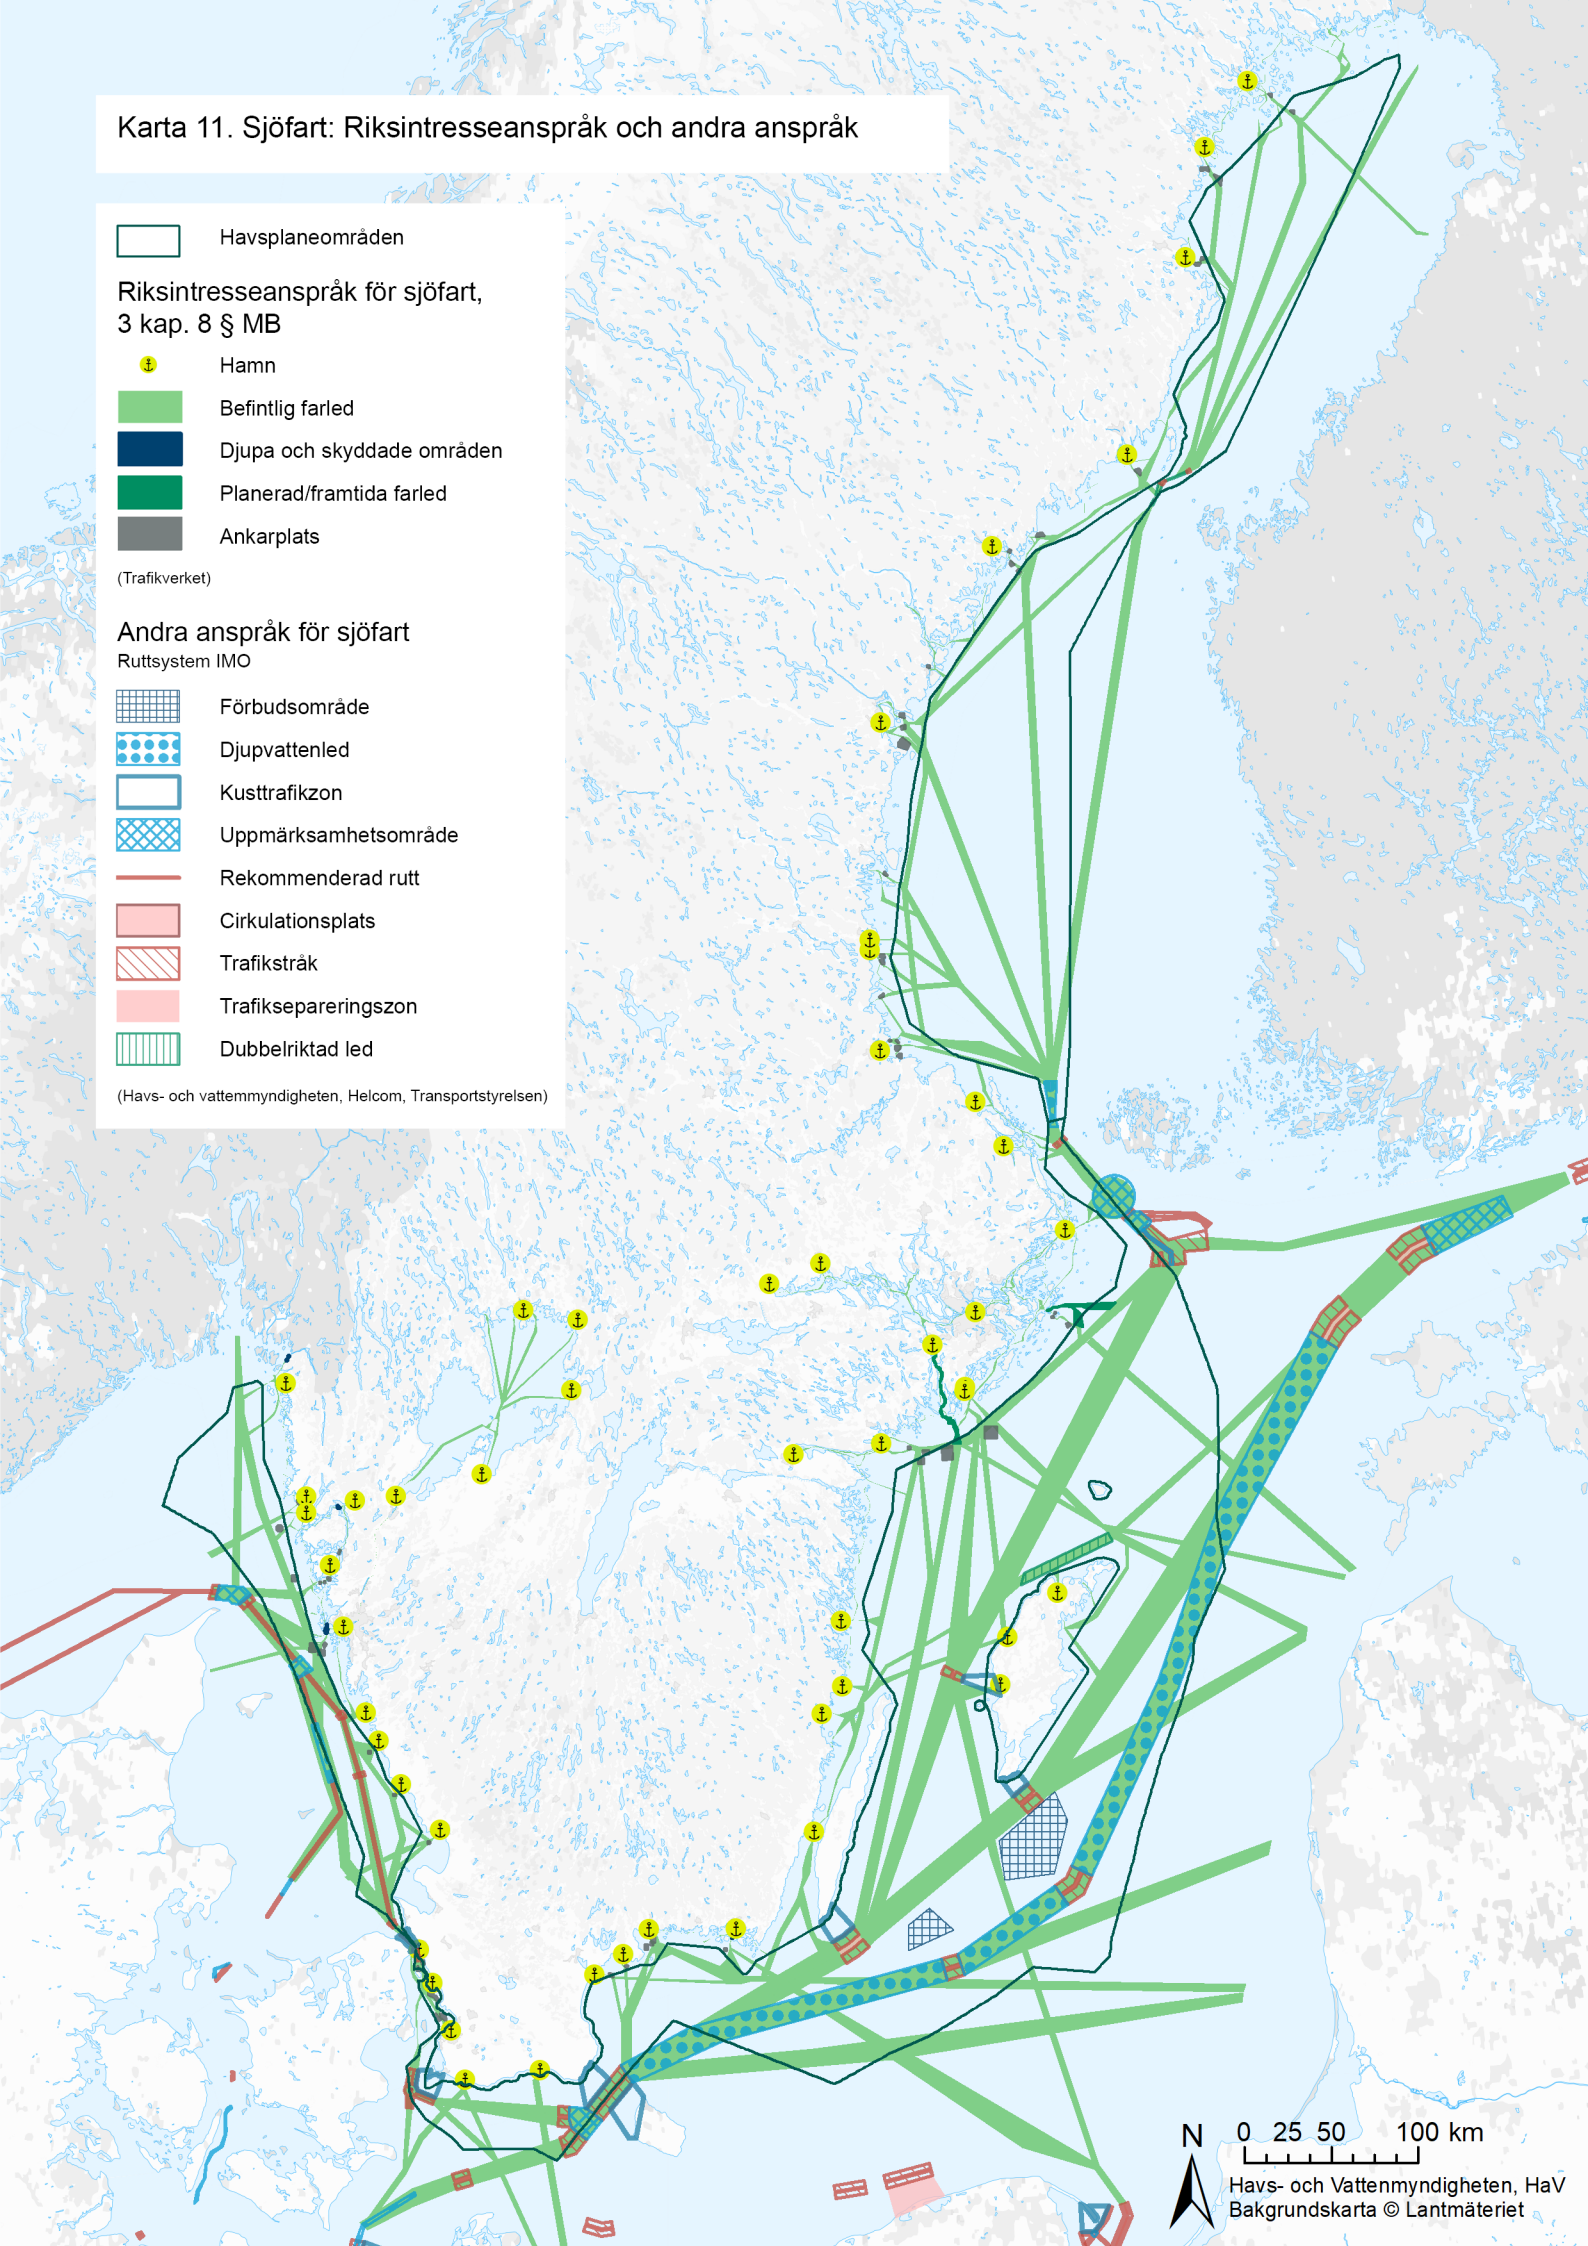 Karta 11. Sjöfart: Riksintresseanspråk och andra anspråk
Havsplaneområden
Riksintresseanspråk för sjöfart,
3 kap. 8 § MB
Hamn
Befintlig farled
Djupa och skyddade områden
Planerad/framtida farled
Ankarplats
(Trafikverket)
Andra anspråk för sjöfart
Ruttsystem IMO
Förbudsområde
Djupvattenled
Kusttrafikzon
Uppmärksamhetsområde
Rekommenderad rutt
Cirkulationsplats
Trafikstråk
Trafiksepareringszon
Dubbelriktad led
(Havs- och vattemmyndigheten, Helcom, Transportstyrelsen)
N
0 25 50 100 km
Havs- och Vattenmyndigheten, HaV
Bakgrundskarta © Lantmäteriet